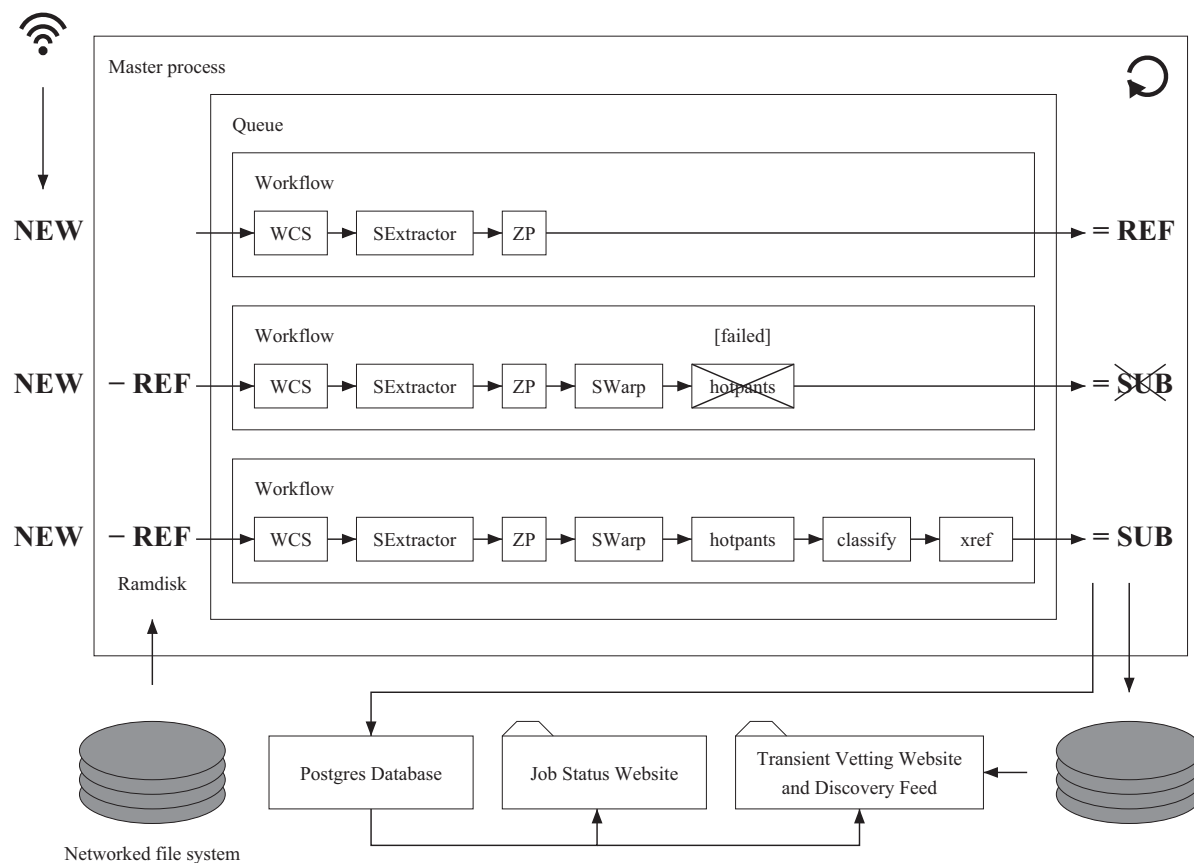 Master process
Queue
Workflow
NEW WCS SExtractor ZP = REF
Workflow [failed]
NEW – REF WCS SExtractor ZP SWarp hotpants = SUB
Workflow
NEW – REF WCS SExtractor ZP SWarp hotpants classify xref = SUB
Ramdisk
Postgres Database
Job Status Website
Transient Vetting Website
and Discovery Feed
Networked file system